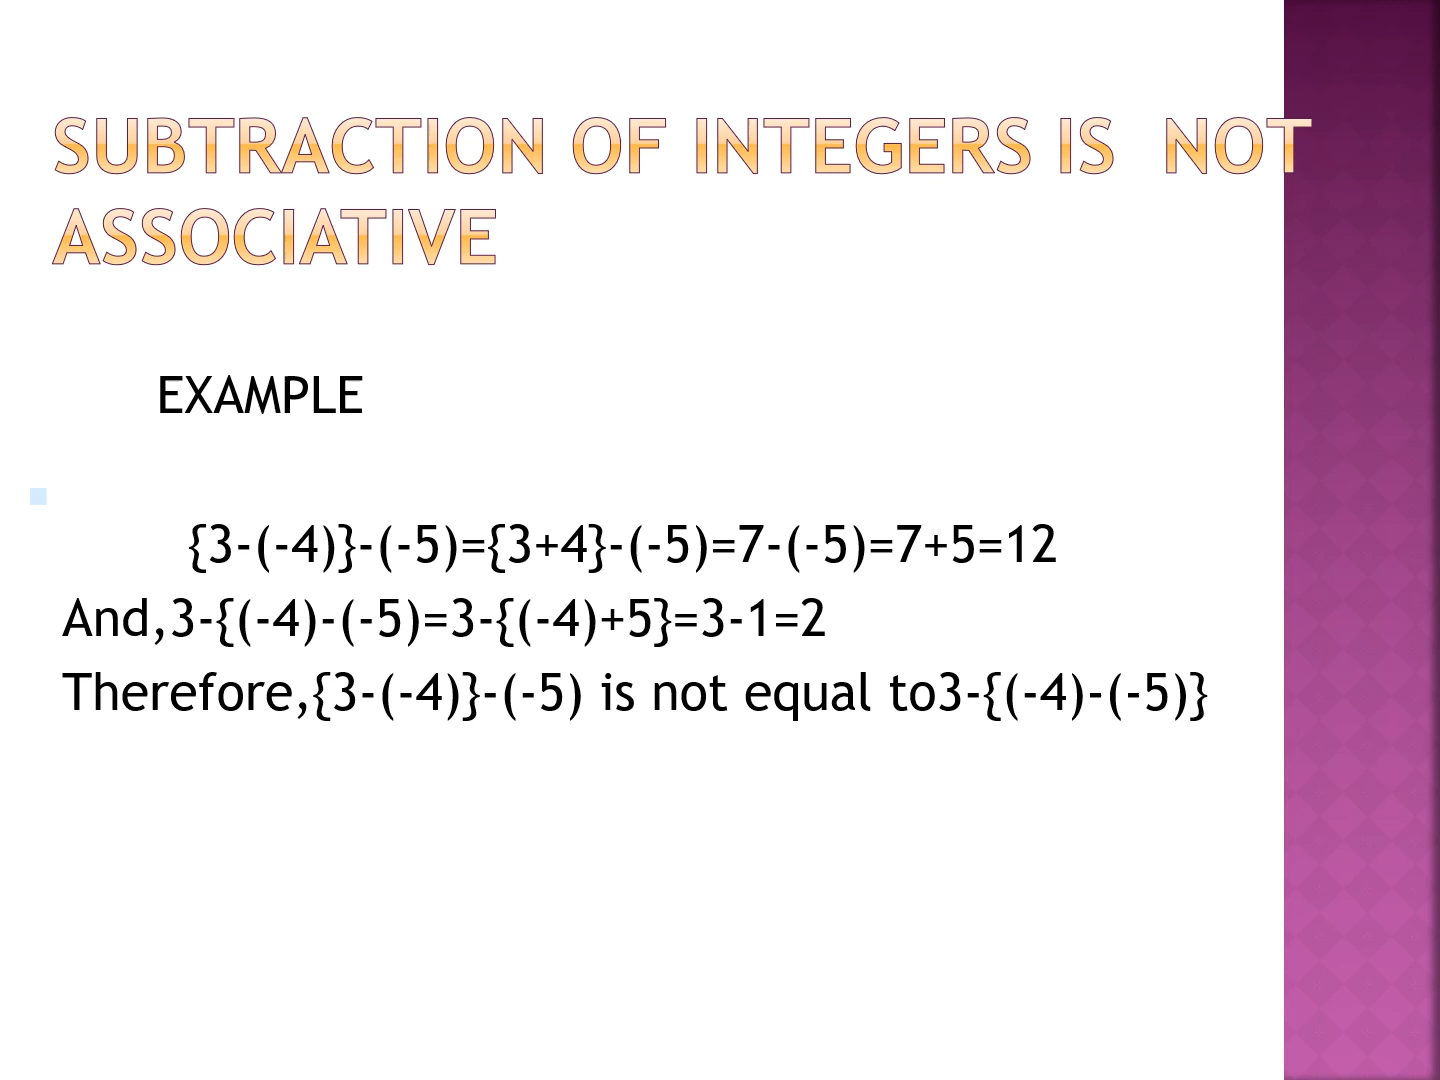 SUBTRACTION OF INTEGERS IS NOT
ASSOCIATIVE
EXAMPLE
{3-(-4)}-(-5)={3+4}-(-5)=7-(-5)=7+5=12
And,3-{(-4)-(-5)=3-{(-4)+5}=3-1=2
Therefore,{3-(-4)}-(-5) is not equal to3-{(-4)-(-5)}